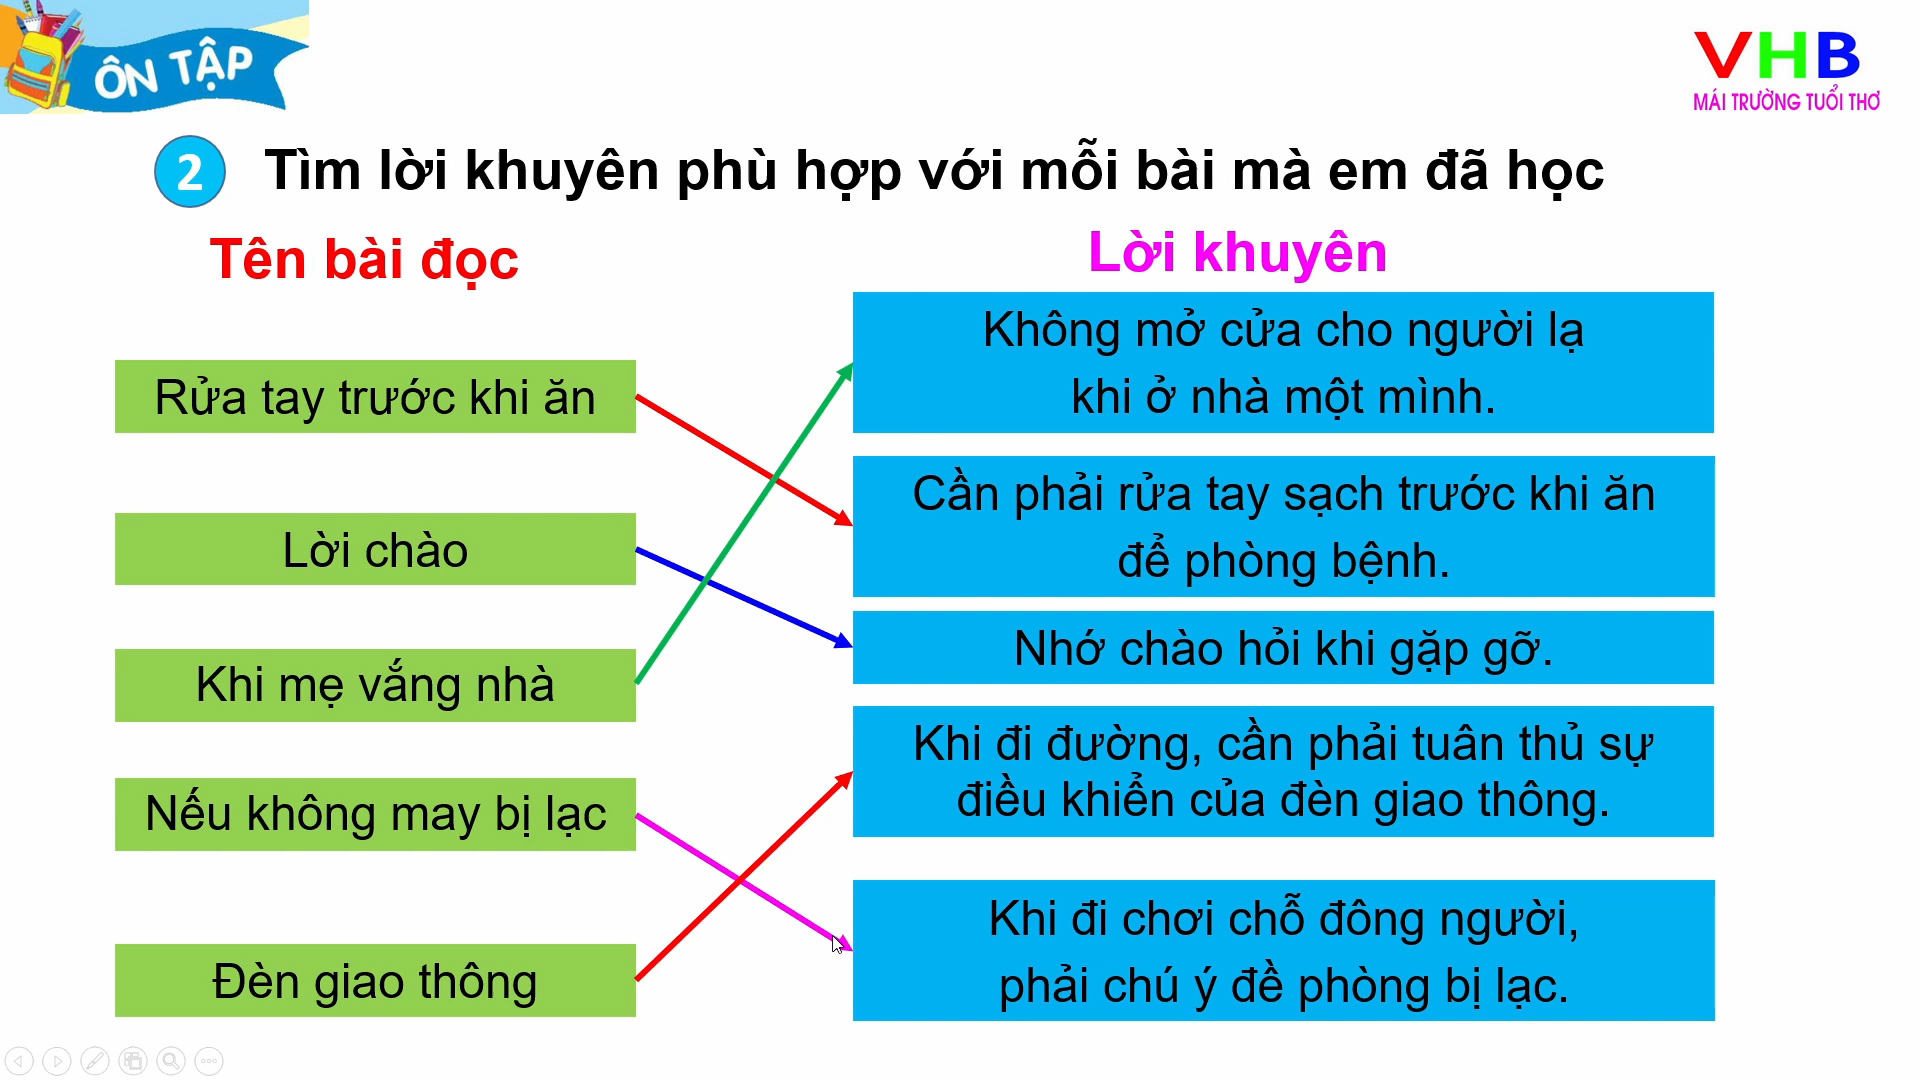 ÔN TẬP
VHB
MÁI TRƯỜNG TUỔI THƠ
2 Tìm lời khuyên phù hợp với mỗi bài mà em đã học
Tên bài đọc
Lời khuyên
Rửa tay trước khi ăn
Lời chào
Khi mẹ vắng nhà
Nếu không may bị lạc
Đèn giao thông
Không mở cửa cho người lạ
khi ở nhà một mình.
Cần phải rửa tay sạch trước khi ăn
để phòng bệnh.
Nhớ chào hỏi khi gặp gỡ.
Khi đi đường, cần phải tuân thủ sự
điều khiển của đèn giao thông.
Khi đi chơi chỗ đông người,
phải chú ý đề phòng bị lạc.